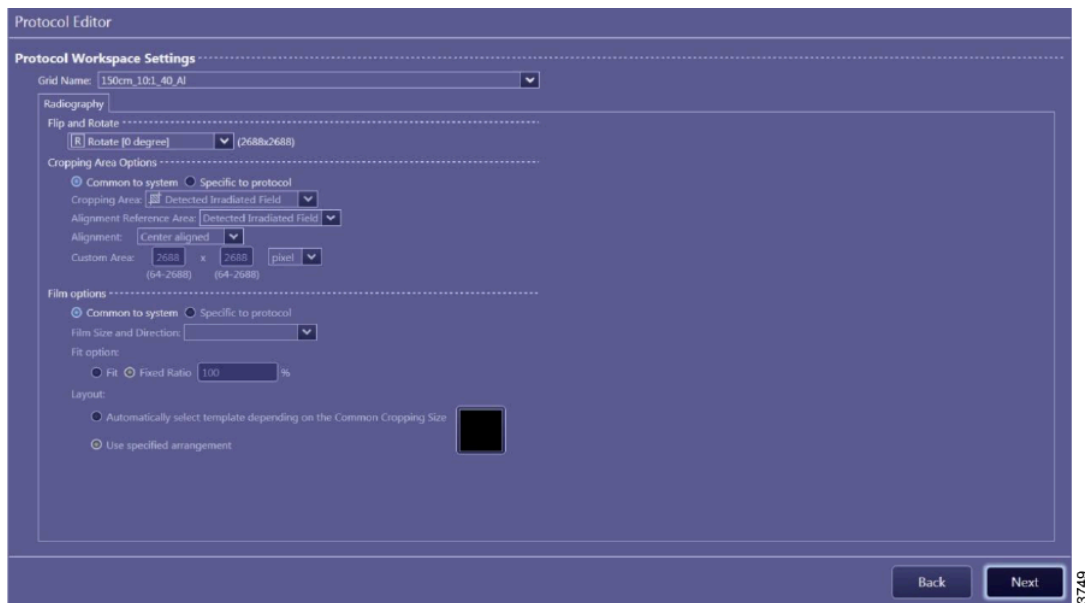 Protocol Editor
Protocol Workspace Settings
Grid Name: 150cm_10:1_40_Al
Radiography
Flip and Rotate
R Rotate [0 degree] (2688x2688)
Cropping Area Options
Common to system Specific to protocol
Cropping Area: Detected Irradiated Field
Alignment Reference Area: Detected Irradiated Field
Alignment: Center aligned
Custom Area: 2688 x 2688 pixel
(64-2688) (64-2688)
Film options
Common to system Specific to protocol
Film Size and Direction:
Fit option:
Fit Fixed Ratio 100 %
Layout:
Automatically select template depending on the Common Cropping Size
Use specified arrangement
Back Next
3749